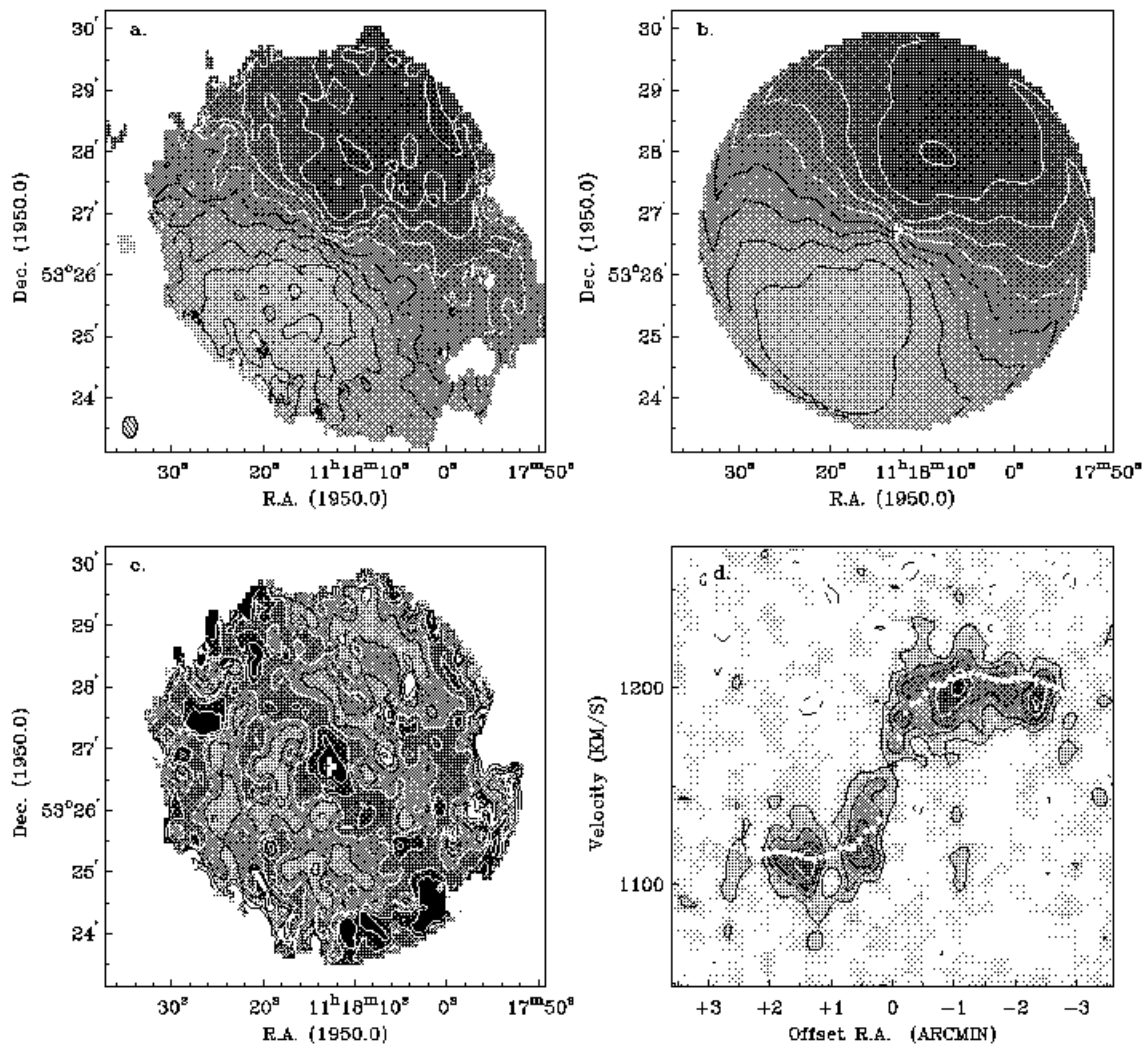 a.
30′
29′
28′
27′
53°26′
25′
24′
Dec. (1950.0)
30ˢ 20ˢ 11ʰ18ᵐ10ˢ 0ˢ 17ᵐ50ˢ
R.A. (1950.0)
b.
30′
29′
28′
27′
53°26′
25′
24′
Dec. (1950.0)
30ˢ 20ˢ 11ʰ18ᵐ10ˢ 0ˢ 17ᵐ50ˢ
R.A. (1950.0)
c.
30′
29′
28′
27′
53°26′
25′
24′
Dec. (1950.0)
30ˢ 20ˢ 11ʰ18ᵐ10ˢ 0ˢ 17ᵐ50ˢ
R.A. (1950.0)
d.
1200
1100
Velocity (KM/S)
+3 +2 +1 0 −1 −2 −3
Offset R.A. (ARCMIN)